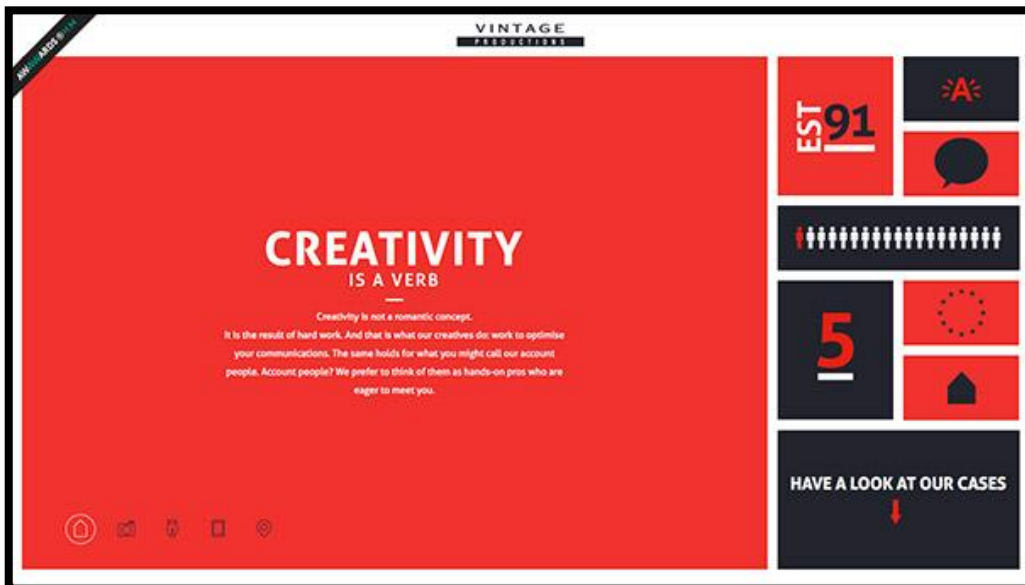 AWWWARDS
VINTAGE
PRODUCTIONS
CREATIVITY
IS A VERB
Creativity is not a romantic concept.
It is the result of hard work. And that is what our creatives do: work to optimise
your communications. The same holds for what you might call our account
people. Account people? We prefer to think of them as hands-on pros who are
eager to meet you.
EST 91
A
5
HAVE A LOOK AT OUR CASES